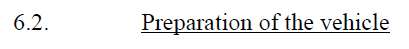 6.2. Preparation of the vehicle